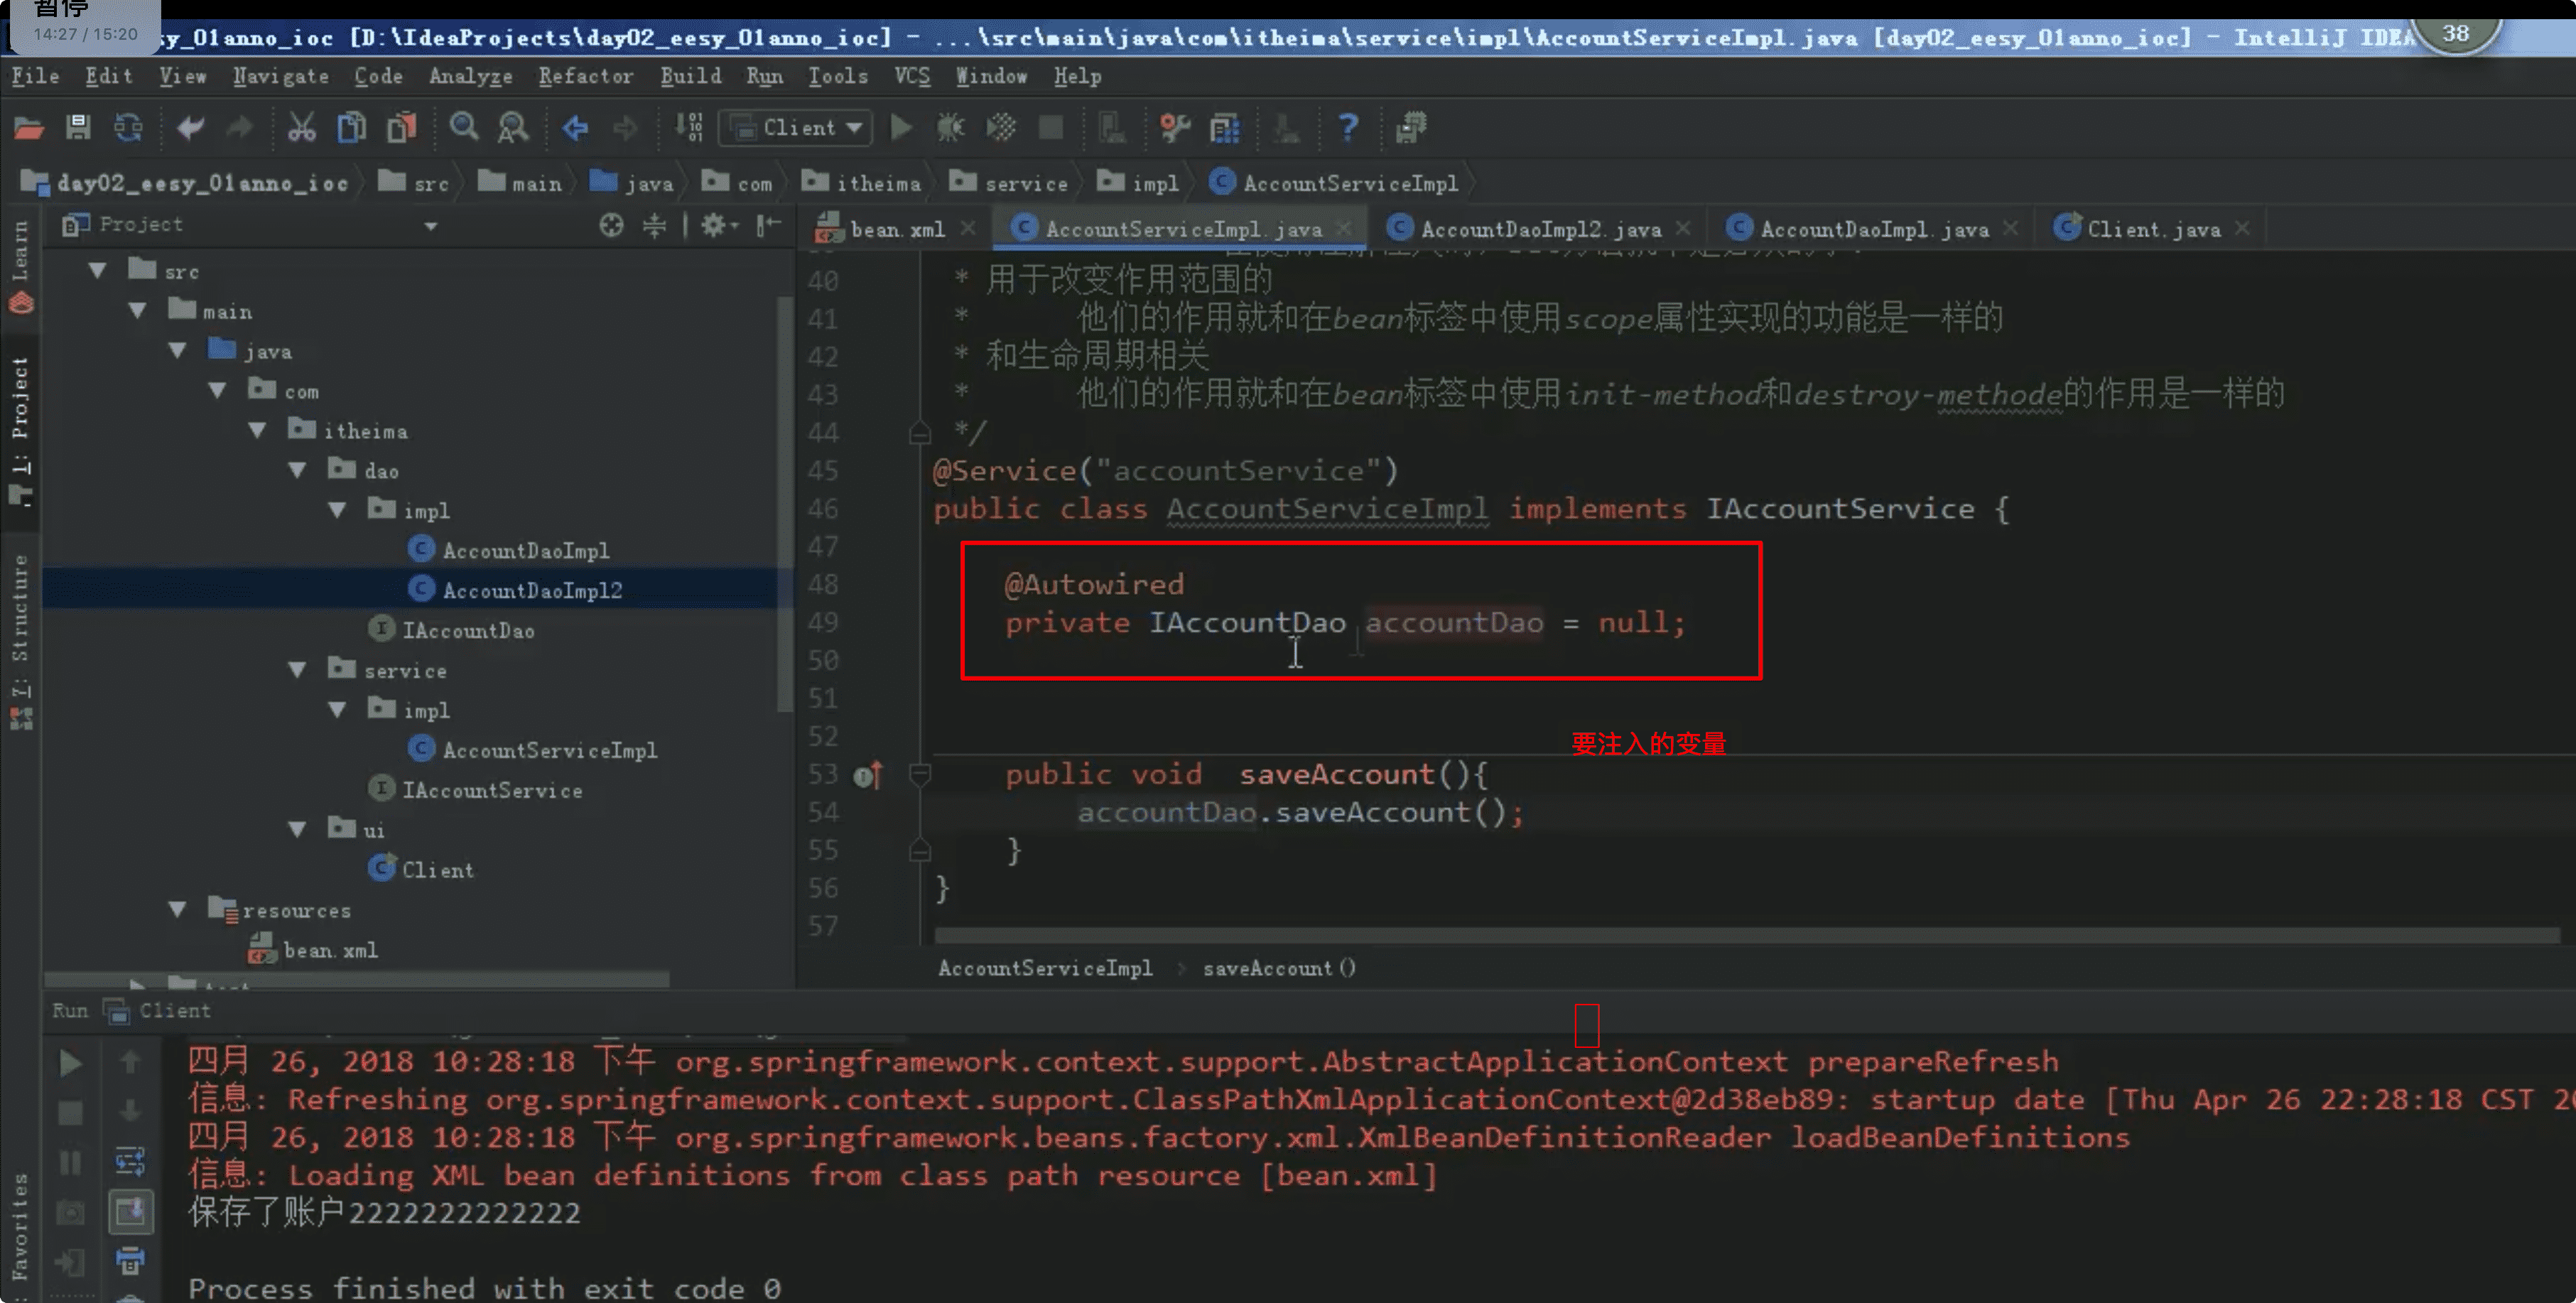 暂停
14:27 / 15:20
sy_01anno_ioc [D:\IdeaProjects\day02_eesy_01anno_ioc] - ...\src\main\java\com\itheima\service\impl\AccountServiceImpl.java [day02_eesy_01anno_ioc] - IntelliJ IDEA
38
File Edit View Navigate Code Analyze Refactor Build Run Tools VCS Window Help
Client
day02_eesy_01anno_ioc src main java com itheima service impl AccountServiceImpl
Project
bean.xml AccountServiceImpl.java AccountDaoImpl2.java AccountDaoImpl.java Client.java
Learn
1: Project
7: Structure
Favorites
src
main
java
com
itheima
dao
impl
AccountDaoImpl
AccountDaoImpl2
IAccountDao
service
impl
AccountServiceImpl
IAccountService
ui
Client
resources
bean.xml
40 * 用于改变作用范围的
41 * 他们的作用就和在bean标签中使用scope属性实现的功能是一样的
42 * 和生命周期相关
43 * 他们的作用就和在bean标签中使用init-method和destroy-methode的作用是一样的
44 */
45 @Service("accountService")
46 public class AccountServiceImpl implements IAccountService {
47
48 @Autowired
49 private IAccountDao accountDao = null;
50
51
52
要注入的变量
53 public void saveAccount(){
54 accountDao.saveAccount();
55 }
56 }
57
AccountServiceImpl saveAccount()
Run Client
四月 26, 2018 10:28:18 下午 org.springframework.context.support.AbstractApplicationContext prepareRefresh
信息: Refreshing org.springframework.context.support.ClassPathXmlApplicationContext@2d38eb89: startup date [Thu Apr 26 22:28:18 CST 20
四月 26, 2018 10:28:18 下午 org.springframework.beans.factory.xml.XmlBeanDefinitionReader loadBeanDefinitions
信息: Loading XML bean definitions from class path resource [bean.xml]
保存了账户2222222222222
Process finished with exit code 0